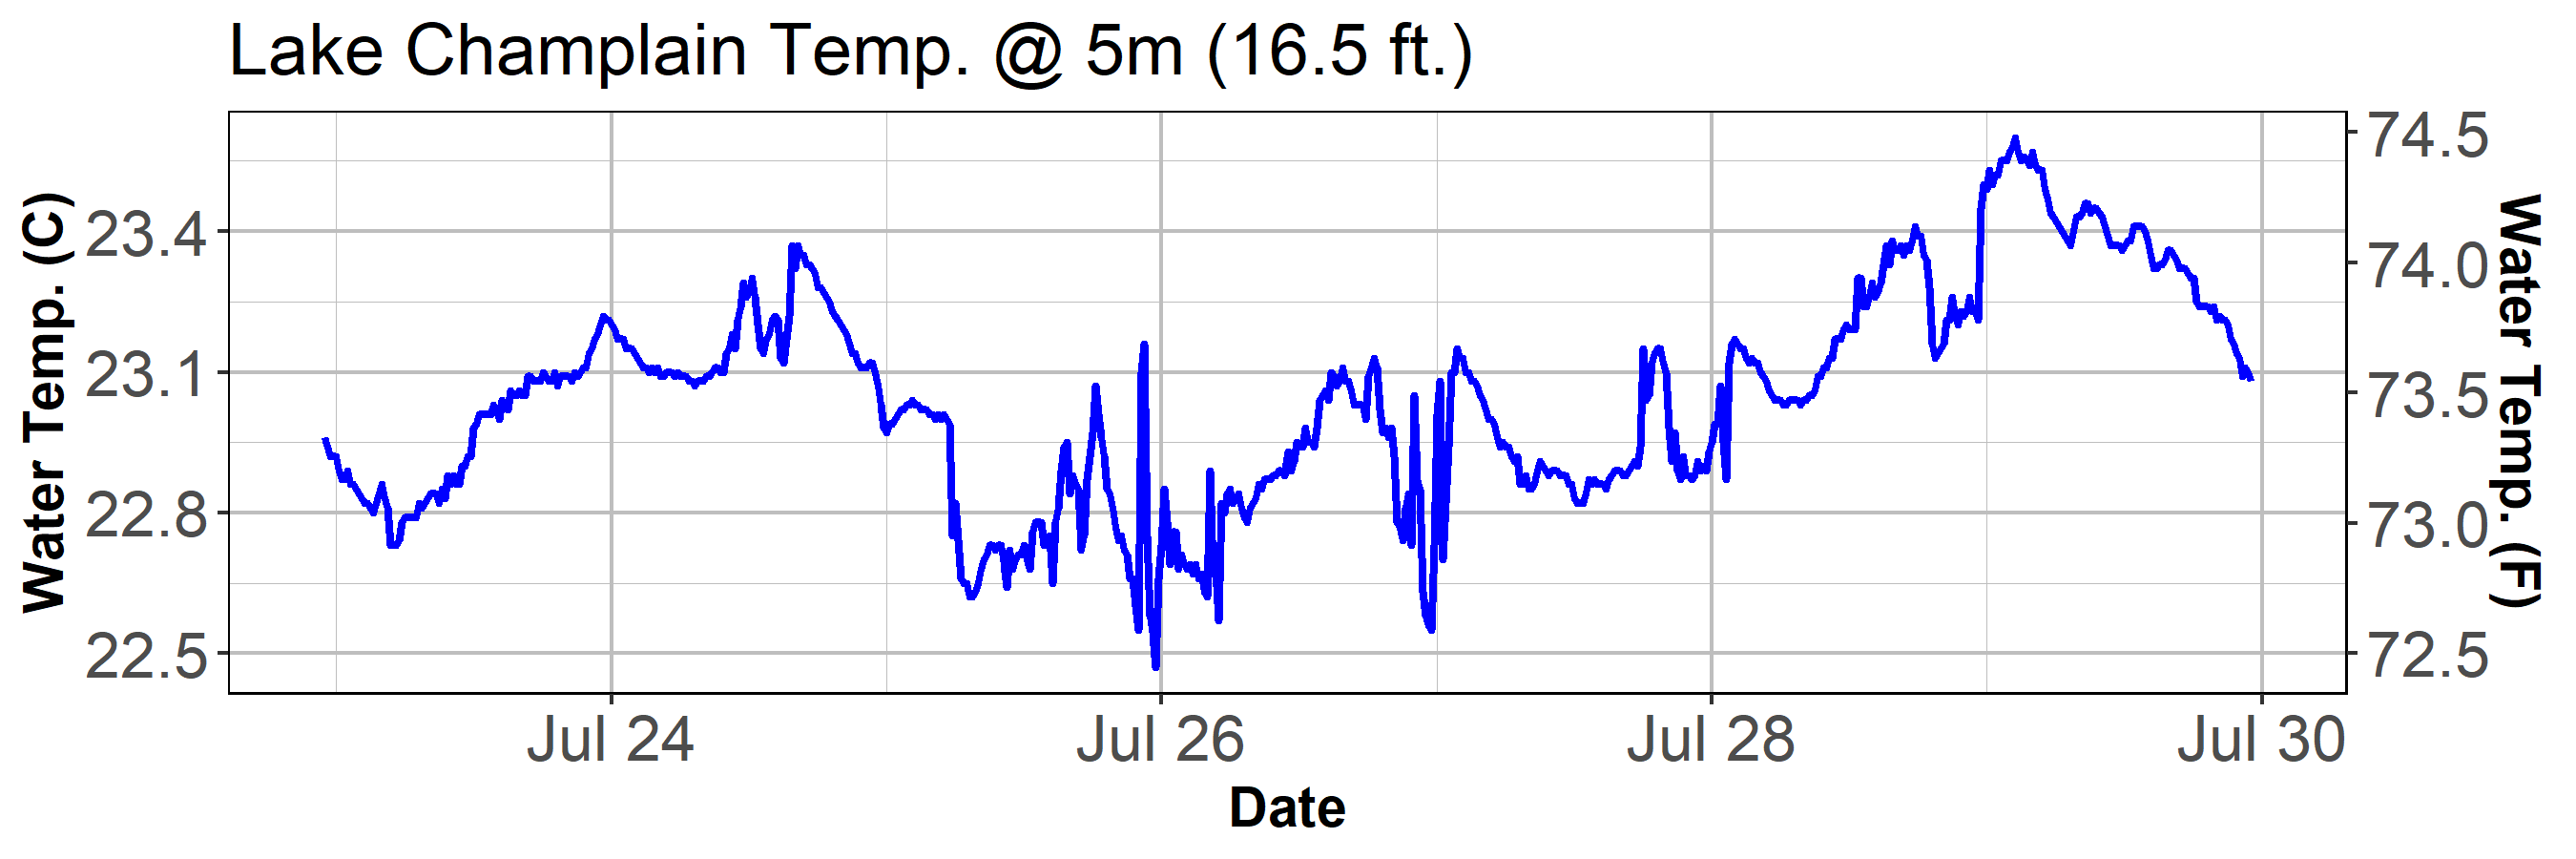 Lake Champlain Temp. @ 5m (16.5 ft.)
Water Temp. (C)
23.4
23.1
22.8
22.5
74.5
74.0
73.5
73.0
72.5
Water Temp. (F)
Jul 24
Jul 26
Jul 28
Jul 30
Date